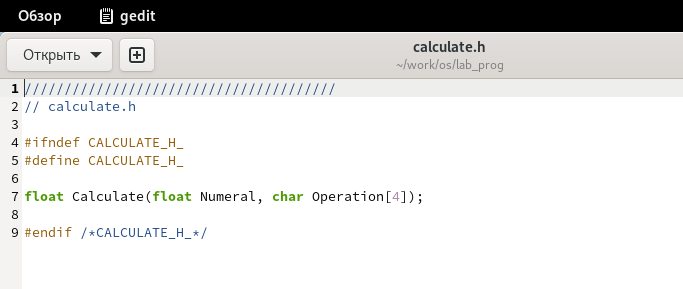 Обзор gedit
Открыть calculate.h
~/work/os/lab_prog
1 ///////////////////////////////////////
2 // calculate.h
3
4 #ifndef CALCULATE_H_
5 #define CALCULATE_H_
6
7 float Calculate(float Numeral, char Operation[4]);
8
9 #endif /*CALCULATE_H_*/